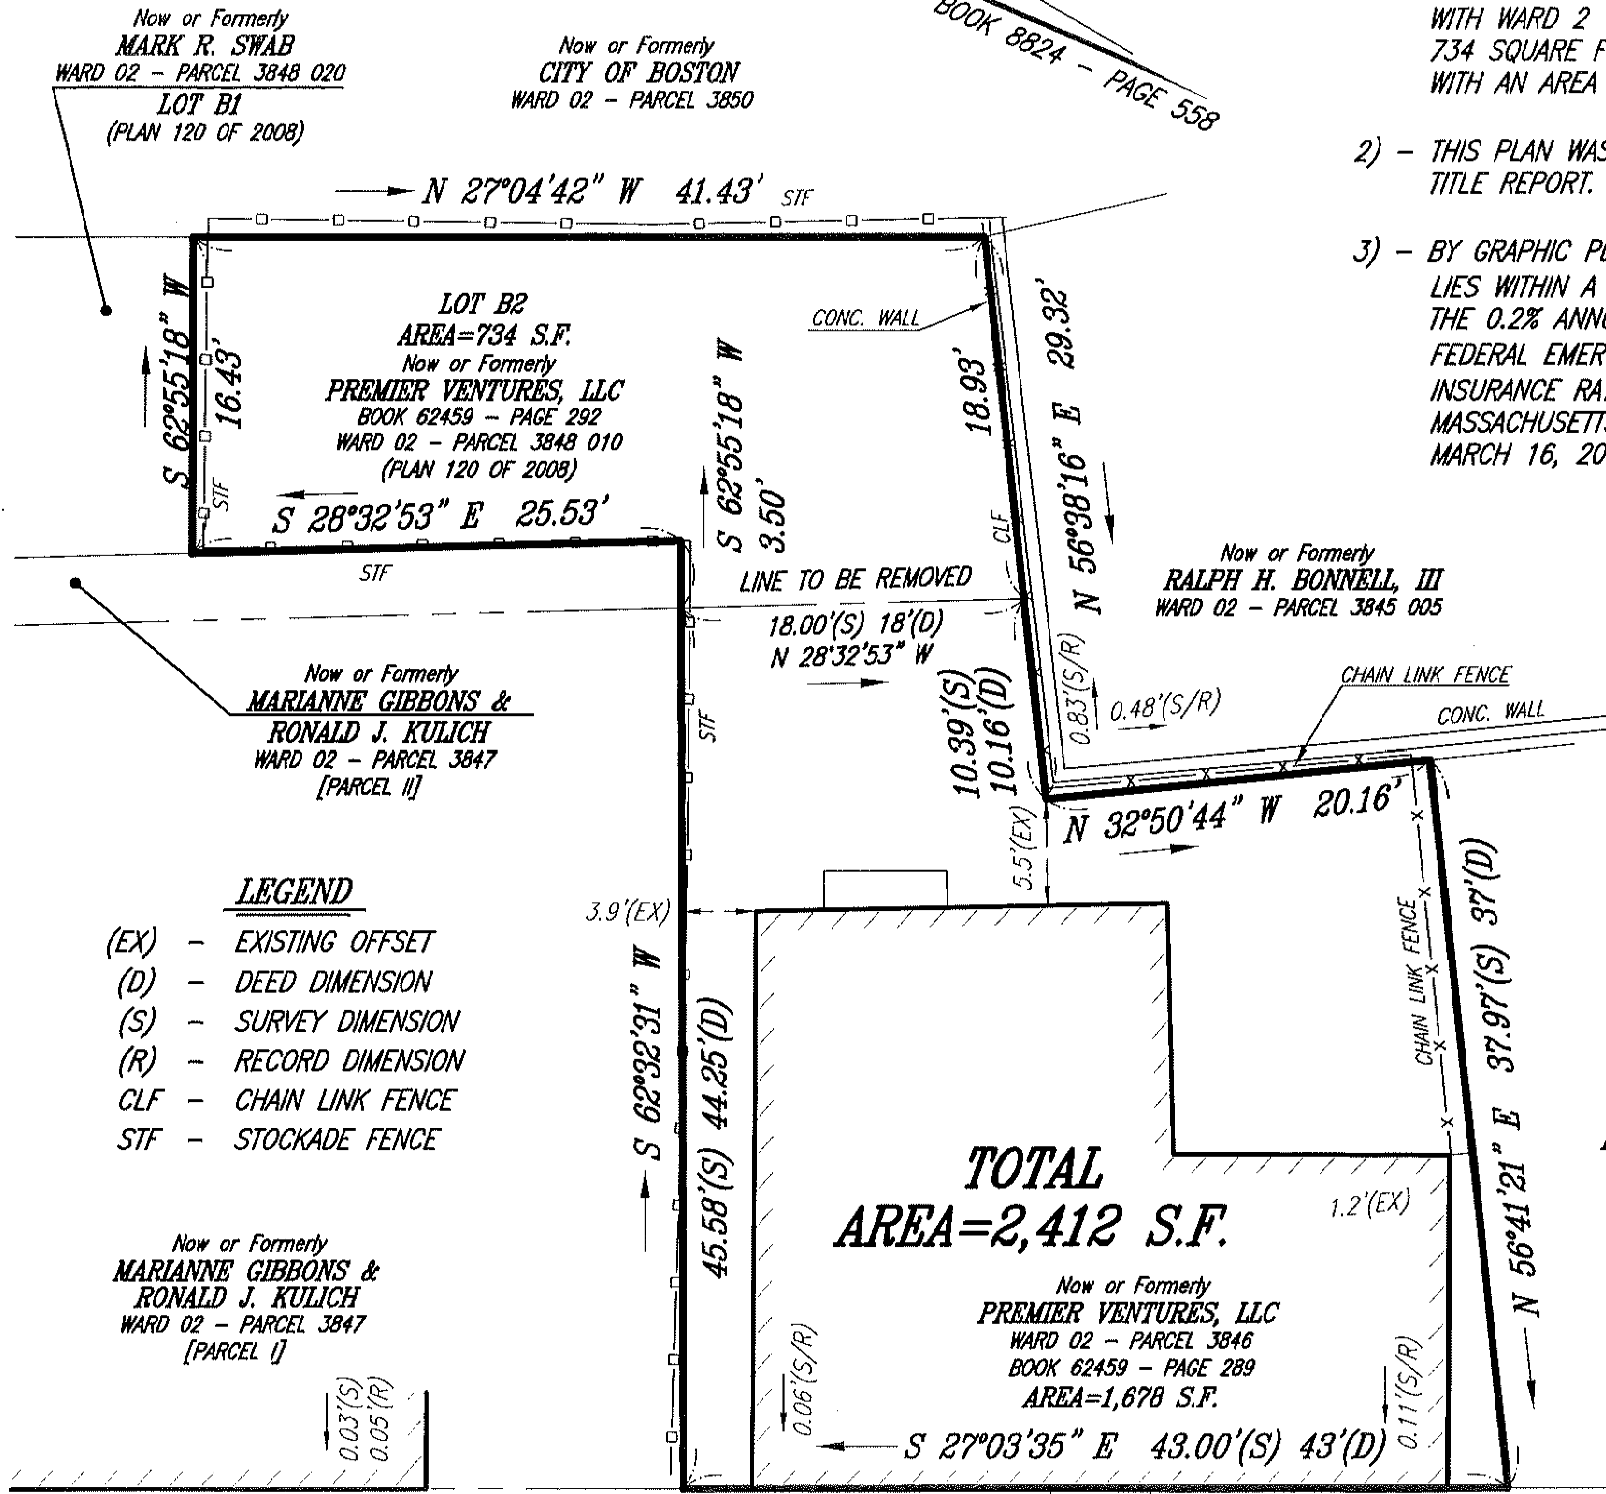 Now or Formerly
MARK R. SWAB
WARD 02 - PARCEL 3848 020
LOT B1
(PLAN 120 OF 2008)
Now or Formerly
CITY OF BOSTON
WARD 02 - PARCEL 3850
BOOK 8824 - PAGE 558
WITH WARD 2
734 SQUARE F
WITH AN AREA
2) - THIS PLAN WAS
TITLE REPORT.
3) - BY GRAPHIC PL
LIES WITHIN A
THE 0.2% ANNU
FEDERAL EMER
INSURANCE RA
MASSACHUSETTS
MARCH 16, 20
N 27°04'42" W 41.43' STF
S 62°55'18" W
16.43'
STF
LOT B2
AREA=734 S.F.
Now or Formerly
PREMIER VENTURES, LLC
BOOK 62459 - PAGE 292
WARD 02 - PARCEL 3848 010
(PLAN 120 OF 2008)
S 28°32'53" E 25.53'
STF
S 62°55'18" W
3.50'
CONC. WALL
18.93'
CLF
N 56°38'16" E 29.32'
LINE TO BE REMOVED
18.00'(S) 18'(D)
N 28°32'53" W
Now or Formerly
RALPH H. BONNELL, III
WARD 02 - PARCEL 3845 005
Now or Formerly
MARIANNE GIBBONS &
RONALD J. KULICH
WARD 02 - PARCEL 3847
[PARCEL II]
STF
10.39'(S)
10.16'(D)
0.83'(S/R)
0.48'(S/R)
CHAIN LINK FENCE
CONC. WALL
N 32°50'44" W 20.16'
5.5'(EX)
3.9'(EX)
LEGEND
(EX) - EXISTING OFFSET
(D) - DEED DIMENSION
(S) - SURVEY DIMENSION
(R) - RECORD DIMENSION
CLF - CHAIN LINK FENCE
STF - STOCKADE FENCE
S 62°32'31" W
45.58'(S) 44.25'(D)
CHAIN LINK FENCE
N 56°41'21" E 37.97'(S) 37'(D)
TOTAL
AREA=2,412 S.F.
1.2'(EX)
Now or Formerly
PREMIER VENTURES, LLC
WARD 02 - PARCEL 3846
BOOK 62459 - PAGE 289
AREA=1,678 S.F.
0.06'(S/R)
0.11'(S/R)
S 27°03'35" E 43.00'(S) 43'(D)
Now or Formerly
MARIANNE GIBBONS &
RONALD J. KULICH
WARD 02 - PARCEL 3847
[PARCEL I]
0.03'(S)
0.05'(R)